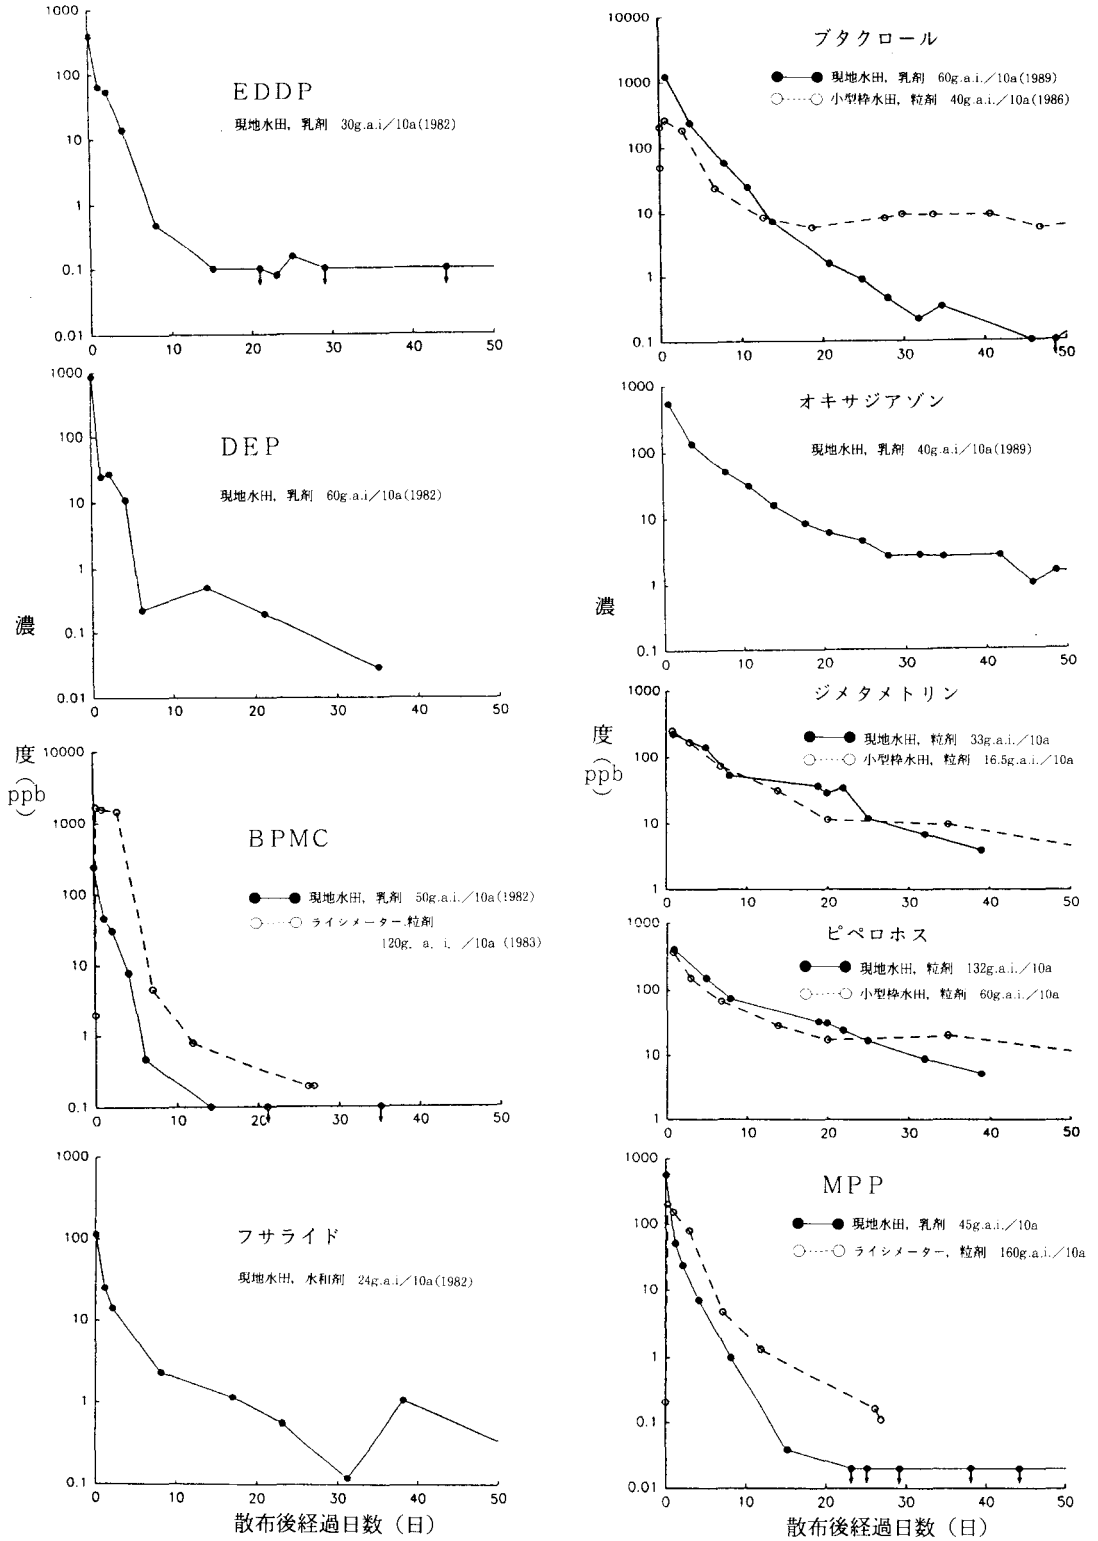 EDDP
現地水田，乳剤 30g.a.i／10a(1982)
1000
100
10
1
0.1
0.01
0 10 20 30 40 50
DEP
現地水田，乳剤 60g.a.i／10a(1982)
1000
100
10
1
0.1
0.01
0 10 20 30 40 50
BPMC
現地水田，乳剤 50g.a.i／10a(1982)
ライシメーター，粒剤
120g. a. i. ／10a (1983)
10000
1000
100
10
1
0.1
0 10 20 30 40 50
フサライド
現地水田，水和剤 24g.a.i／10a(1982)
1000
100
10
1
0.1
0 10 20 30 40 50
濃度(ppb)
散布後経過日数（日）
ブタクロール
現地水田，乳剤 60g.a.i.／10a(1989)
小型枠水田，粒剤 40g.a.i／10a(1986)
10000
1000
100
10
1
0.1
0 10 20 30 40 50
オキサジアゾン
現地水田，乳剤 40g.a.i／10a(1989)
1000
100
10
1
0.1
0 10 20 30 40 50
ジメタメトリン
現地水田，粒剤 33g.a.i.／10a
小型枠水田，粒剤 16.5g.a.i／10a
1000
100
10
1
0 10 20 30 40 50
ピペロホス
現地水田，粒剤 132g.a.i／10a
小型枠水田，粒剤 60g.a.i.／10a
1000
100
10
1
0 10 20 30 40 50
MPP
現地水田，乳剤 45g.a.i／10a
ライシメーター，粒剤 160g.a.i／10a
1000
100
10
1
0.1
0.01
0 10 20 30 40 50
濃度(ppb)
散布後経過日数（日）